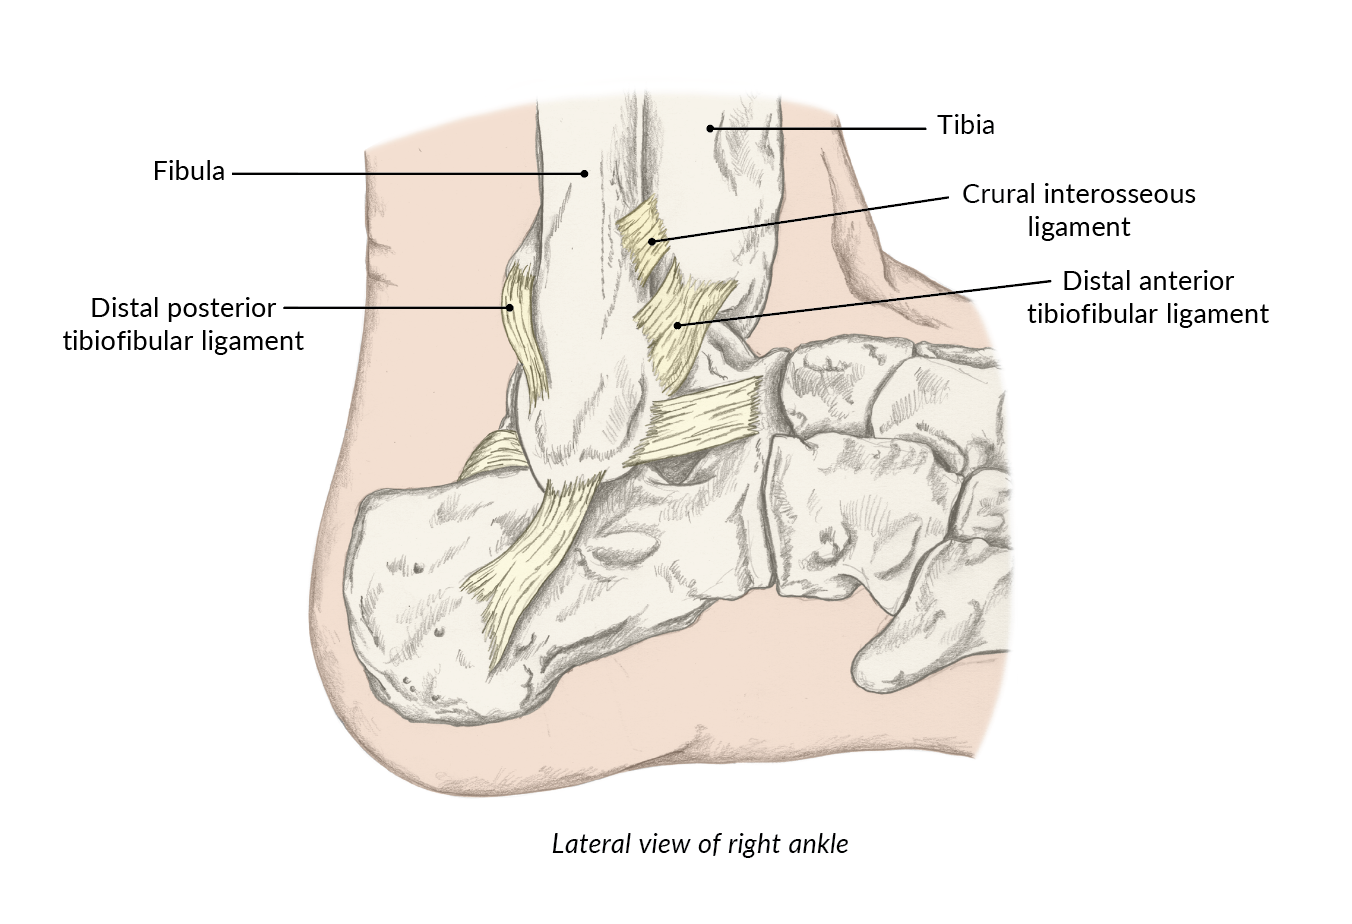 Tibia
Fibula
Crural interosseous
ligament
Distal anterior
tibiofibular ligament
Distal posterior
tibiofibular ligament
Lateral view of right ankle